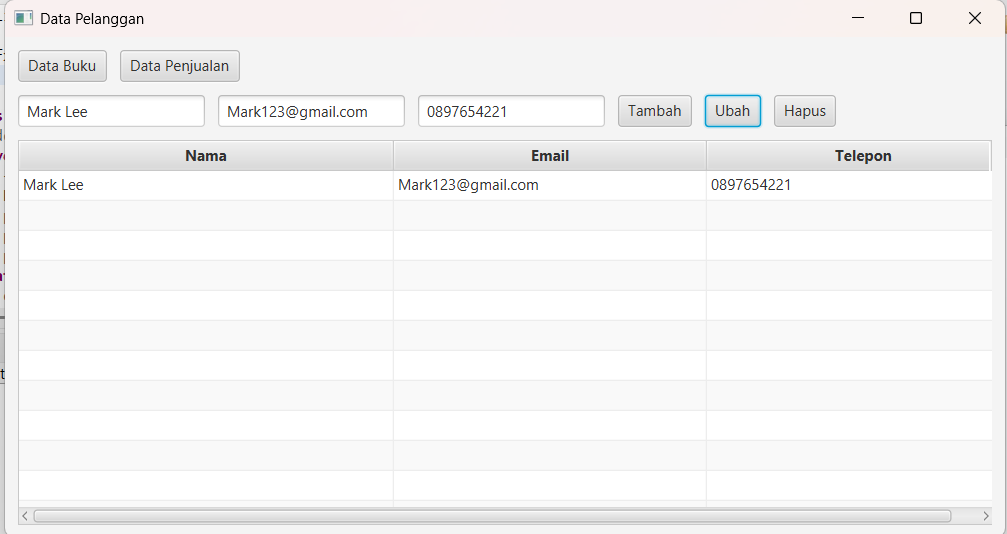 Data Pelanggan
Data Buku Data Penjualan
Mark Lee Mark123@gmail.com 0897654221 Tambah Ubah Hapus
Nama Email Telepon
Mark Lee Mark123@gmail.com 0897654221